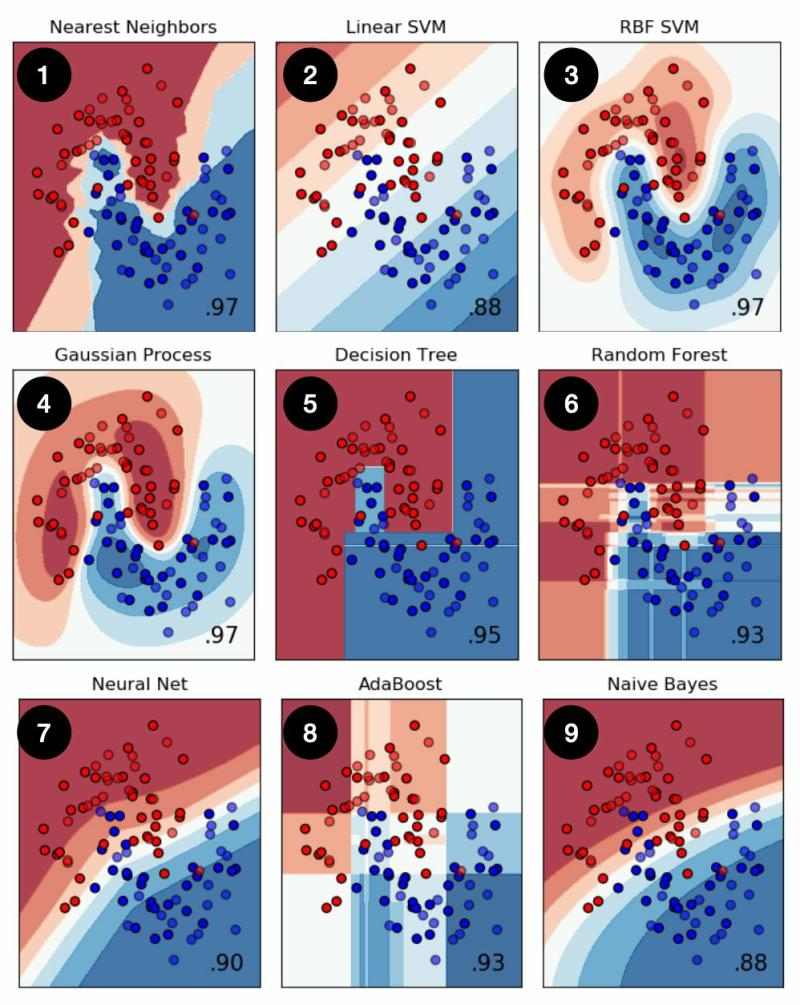 Nearest Neighbors
Linear SVM
RBF SVM
1
2
3
.97
.88
.97
Gaussian Process
Decision Tree
Random Forest
4
5
6
.97
.95
.93
Neural Net
AdaBoost
Naive Bayes
7
8
9
.90
.93
.88